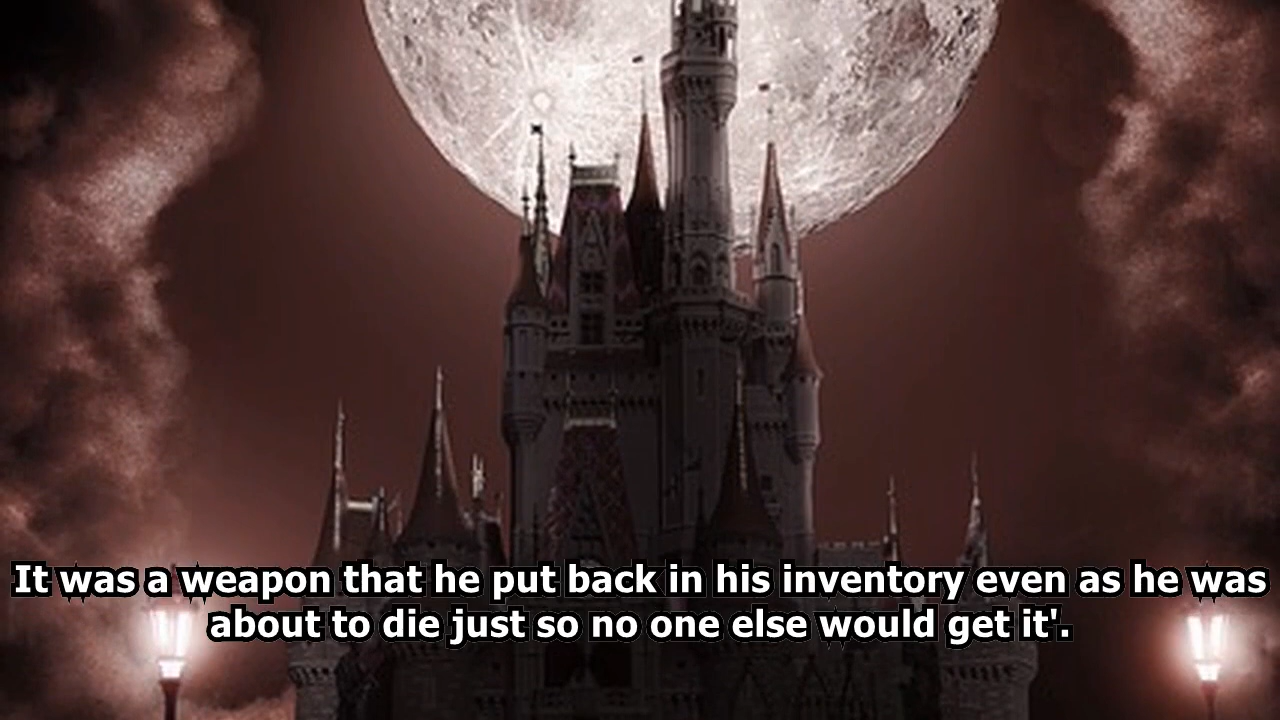 It was a weapon that he put back in his inventory even as he was
about to die just so no one else would get it'.